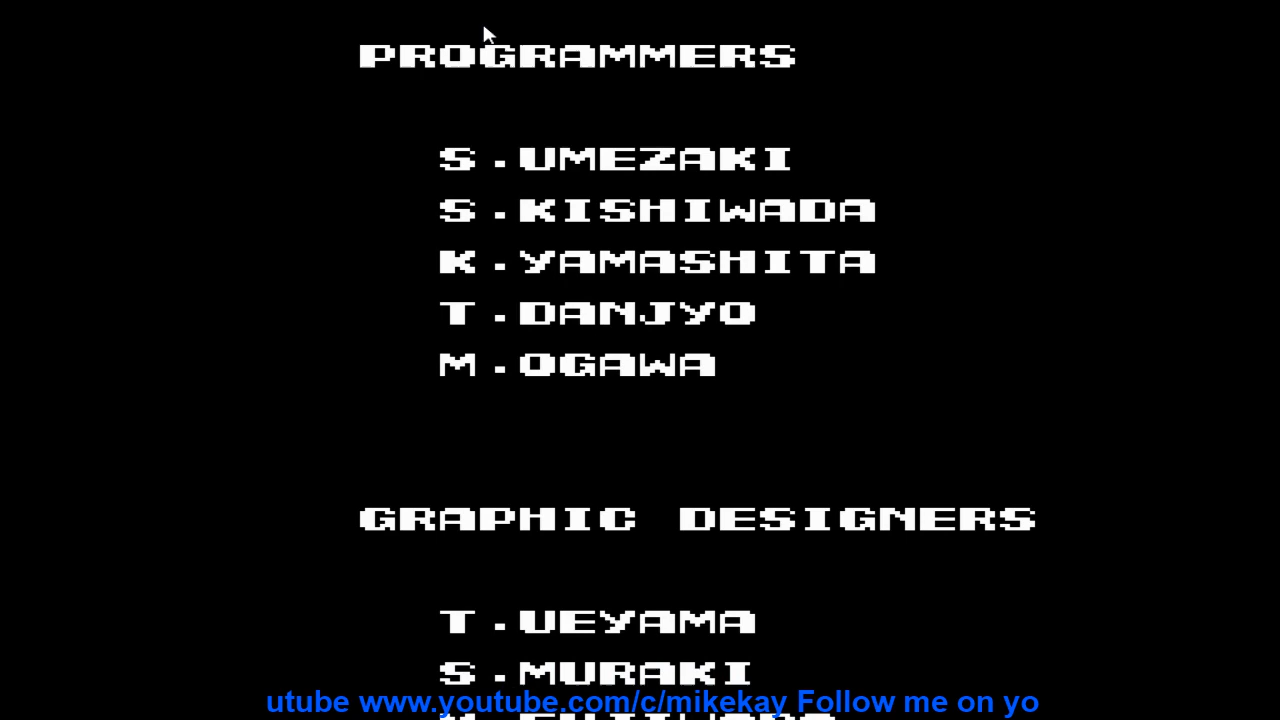 PROGRAMMERS
S.UMEZAKI
S.KISHIWADA
K.YAMASHITA
T.DANJYO
M.OGAWA
GRAPHIC DESIGNERS
T.UEYAMA
S.MURAKI
utube www.youtube.com/c/mikekay Follow me on yo